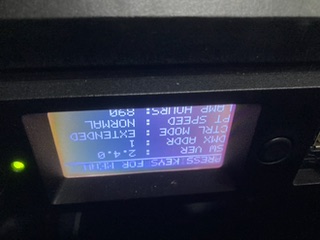 PRESS KEYS FOR
SW VER : 2.4.0
DMX ADDR : 1
CTRL MODE : EXTENDED
PT SPEED : NORMAL
LAMP HOURS: 890